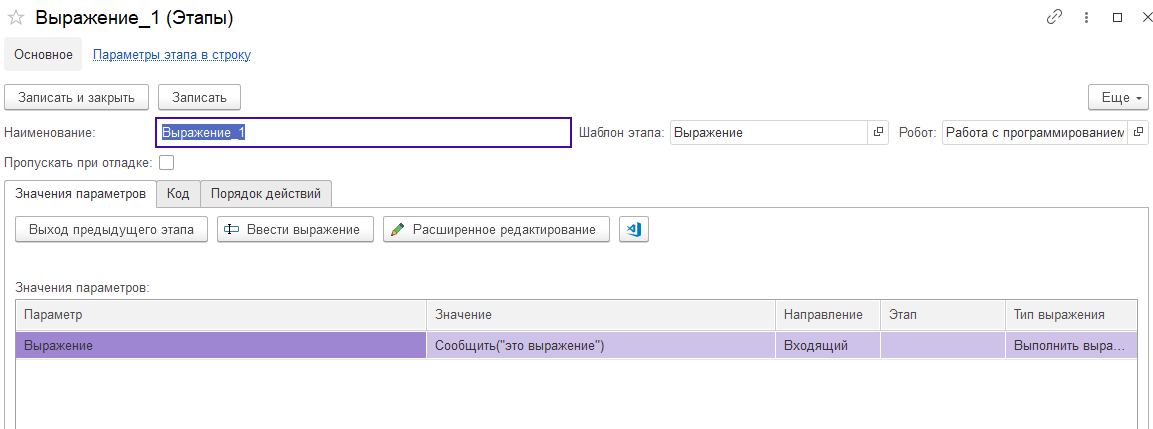 Выражение_1 (Этапы)
Основное Параметры этапа в строку
Записать и закрыть Записать Еще
Наименование: Выражение_1 Шаблон этапа: Выражение Робот: Работа с программированием
Пропускать при отладке:
Значения параметров Код Порядок действий
Выход предыдущего этапа Ввести выражение Расширенное редактирование
Значения параметров:
Параметр Значение Направление Этап Тип выражения
Выражение Сообщить("это выражение") Входящий Выполнить выра...